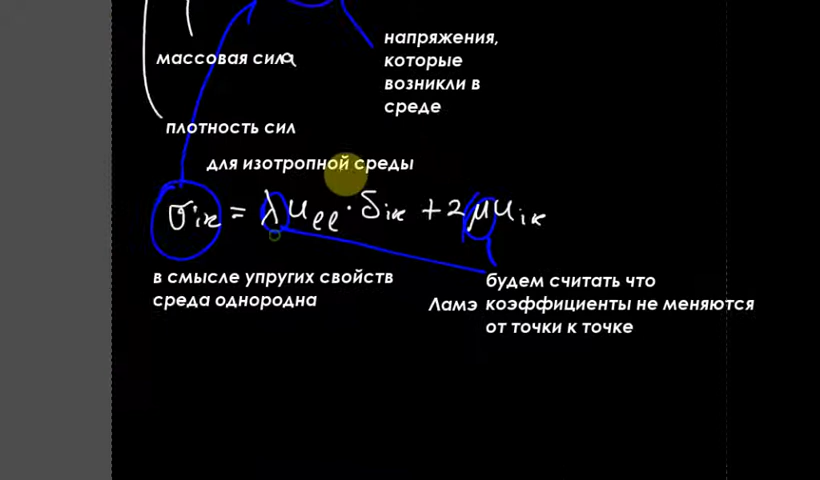 напряжения,
которые
возникли в
среде
массовая сила
плотность сил
для изотропной среды
σik = λ uℓℓ · δik + 2μuik
в смысле упругих свойств
среда однородна
будем считать что
Ламэ коэффициенты не меняются
от точки к точке